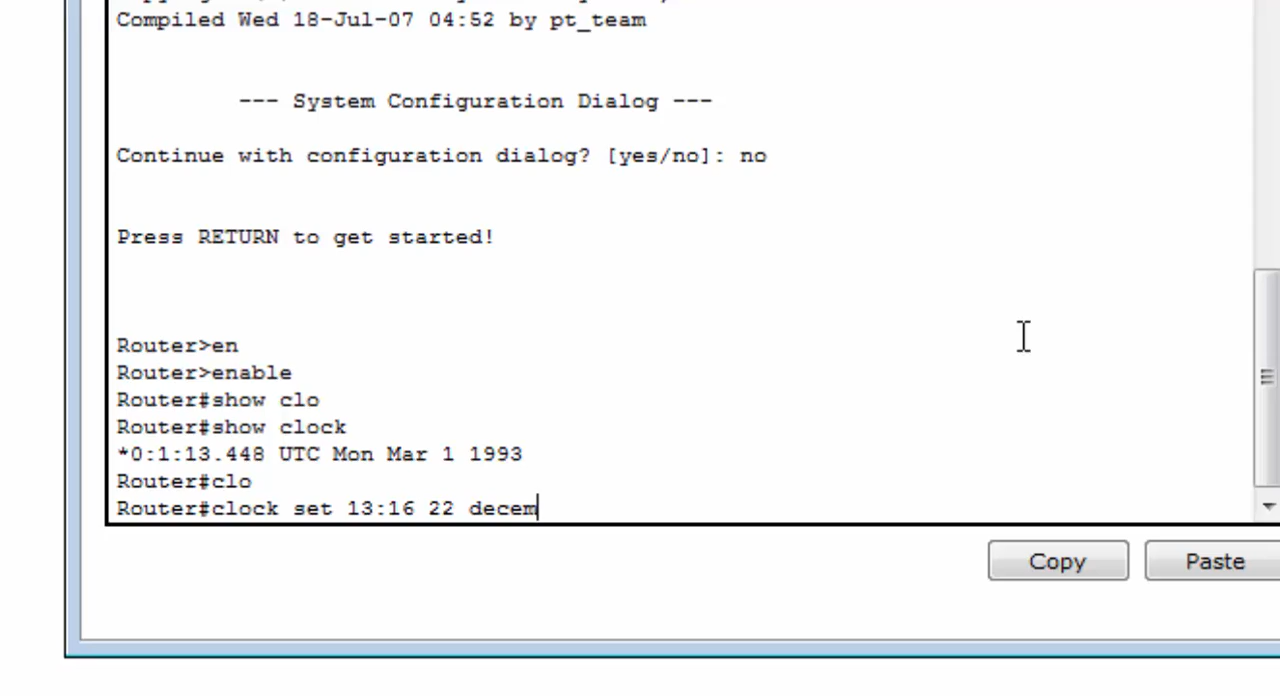 Compiled Wed 18-Jul-07 04:52 by pt_team
--- System Configuration Dialog ---
Continue with configuration dialog? [yes/no]: no
Press RETURN to get started!
Router>en
Router>enable
Router#show clo
Router#show clock
*0:1:13.448 UTC Mon Mar 1 1993
Router#clo
Router#clock set 13:16 22 decem
Copy
Paste